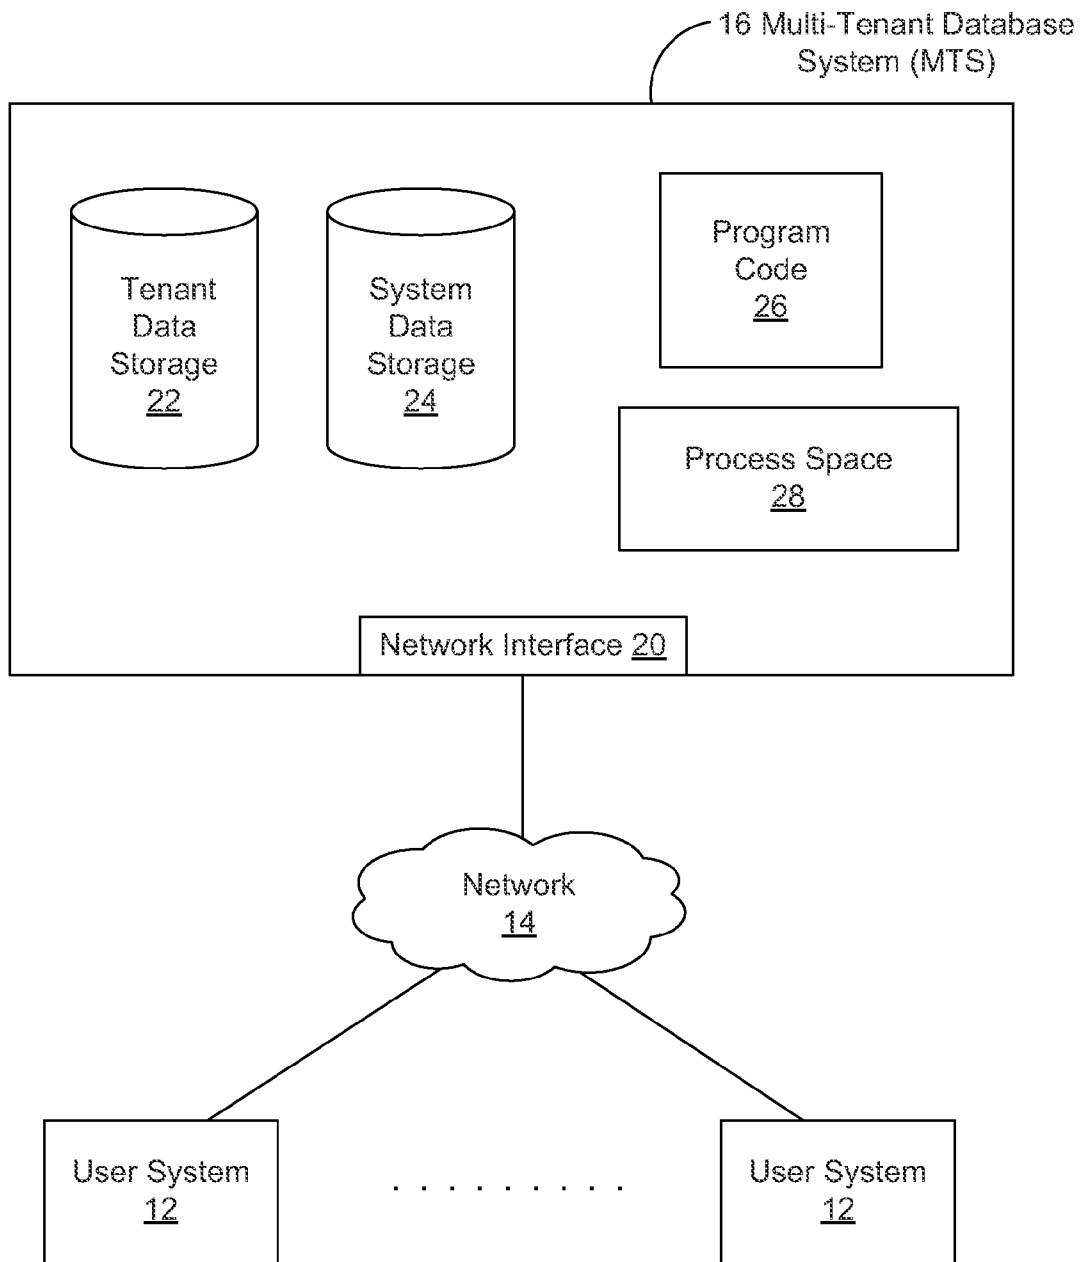 16 Multi-Tenant Database
System (MTS)
Tenant
Data
Storage
22
System
Data
Storage
24
Program
Code
26
Process Space
28
Network Interface 20
Network
14
User System
12
. . . . . . . . .
User System
12